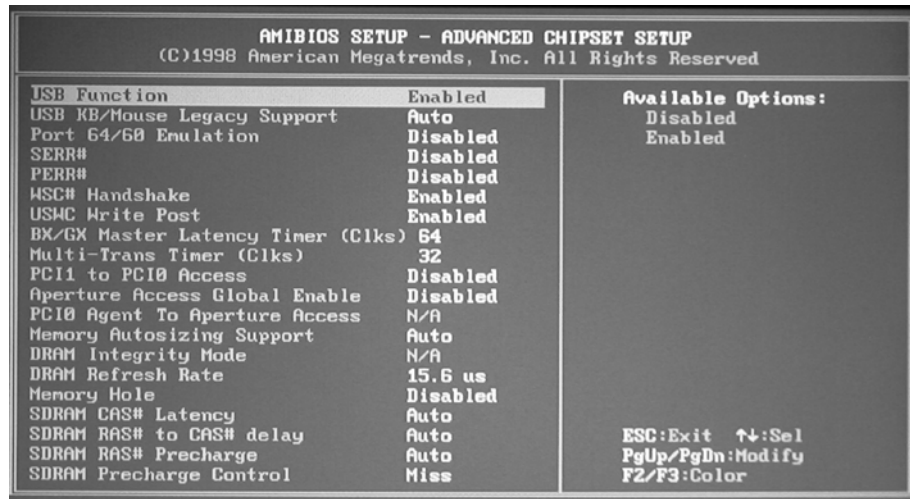 AMIBIOS SETUP - ADVANCED CHIPSET SETUP
(C)1998 American Megatrends, Inc. All Rights Reserved
USB Function Enabled
USB KB/Mouse Legacy Support Auto
Port 64/60 Emulation Disabled
SERR# Disabled
PERR# Disabled
WSC# Handshake Enabled
USWC Write Post Enabled
BX/GX Master Latency Timer (Clks) 64
Multi-Trans Timer (Clks) 32
PCI1 to PCI0 Access Disabled
Aperture Access Global Enable Disabled
PCI0 Agent To Aperture Access N/A
Memory Autosizing Support Auto
DRAM Integrity Mode N/A
DRAM Refresh Rate 15.6 us
Memory Hole Disabled
SDRAM CAS# Latency Auto
SDRAM RAS# to CAS# delay Auto
SDRAM RAS# Precharge Auto
SDRAM Precharge Control Miss
Available Options:
Disabled
Enabled
ESC:Exit ↑↓:Sel
PgUp/PgDn:Modify
F2/F3:Color